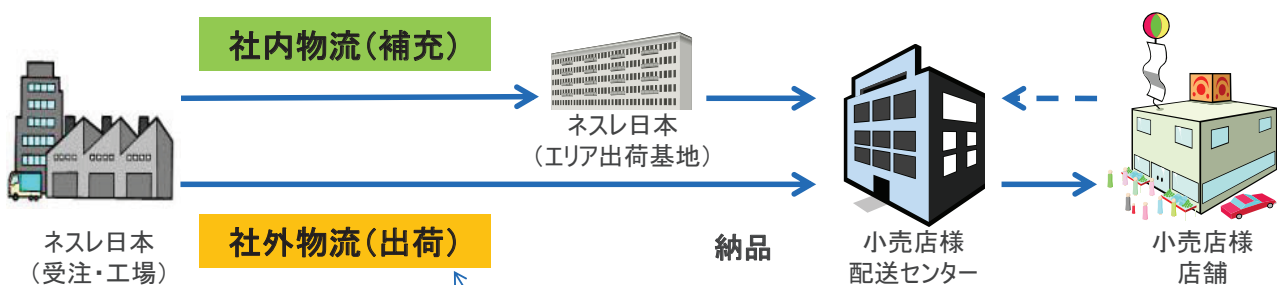 社内物流(補充)
ネスレ日本
(エリア出荷基地)
社外物流(出荷)
納品
ネスレ日本
(受注・工場)
小売店様
配送センター
小売店様
店舗